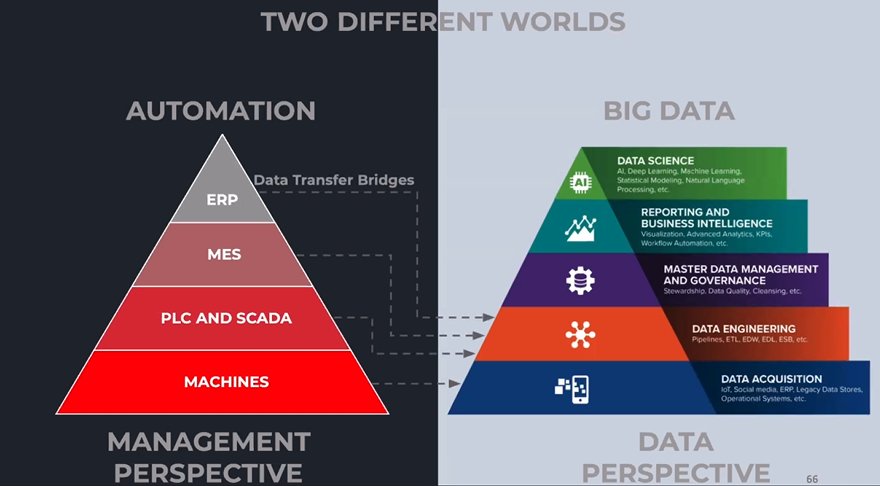 TWO DIFFERENT WORLDS
AUTOMATION
Data Transfer Bridges
ERP
MES
PLC AND SCADA
MACHINES
MANAGEMENT
PERSPECTIVE
BIG DATA
AI
DATA SCIENCE
AI, Deep Learning, Machine Learning,
Statistical Modeling, Natural Language
Processing, etc.
REPORTING AND
BUSINESS INTELLIGENCE
Visualization, Advanced Analytics, KPIs,
Workflow Automation, etc.
MASTER DATA MANAGEMENT
AND GOVERNANCE
Stewardship, Data Quality, Cleansing, etc.
DATA ENGINEERING
Pipelines, ETL, EDW, EDL, ESB, etc.
DATA ACQUISITION
IoT, Social media, ERP, Legacy Data Stores,
Operational Systems, etc.
DATA
PERSPECTIVE
66